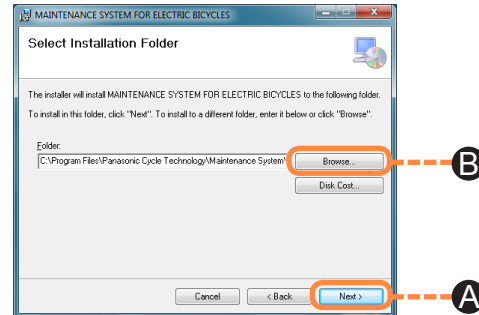 MAINTENANCE SYSTEM FOR ELECTRIC BICYCLES
Select Installation Folder
The installer will install MAINTENANCE SYSTEM FOR ELECTRIC BICYCLES to the following folder.
To install in this folder, click "Next". To install to a different folder, enter it below or click "Browse".
Folder:
C:\Program Files\Panasonic Cycle Technology\Maintenance System\
Browse...
B
Disk Cost...
Cancel
< Back
Next >
A